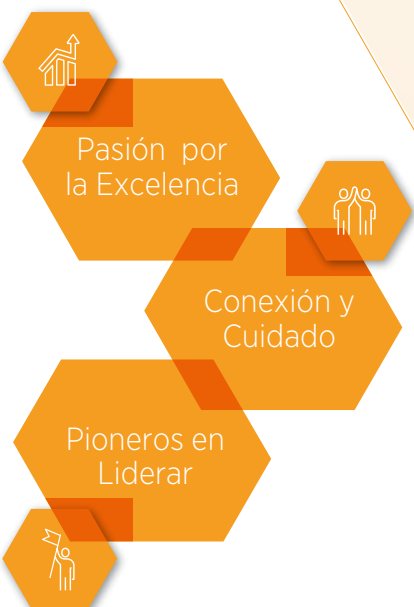 Pasión por
la Excelencia
Conexión y
Cuidado
Pioneros en
Liderar